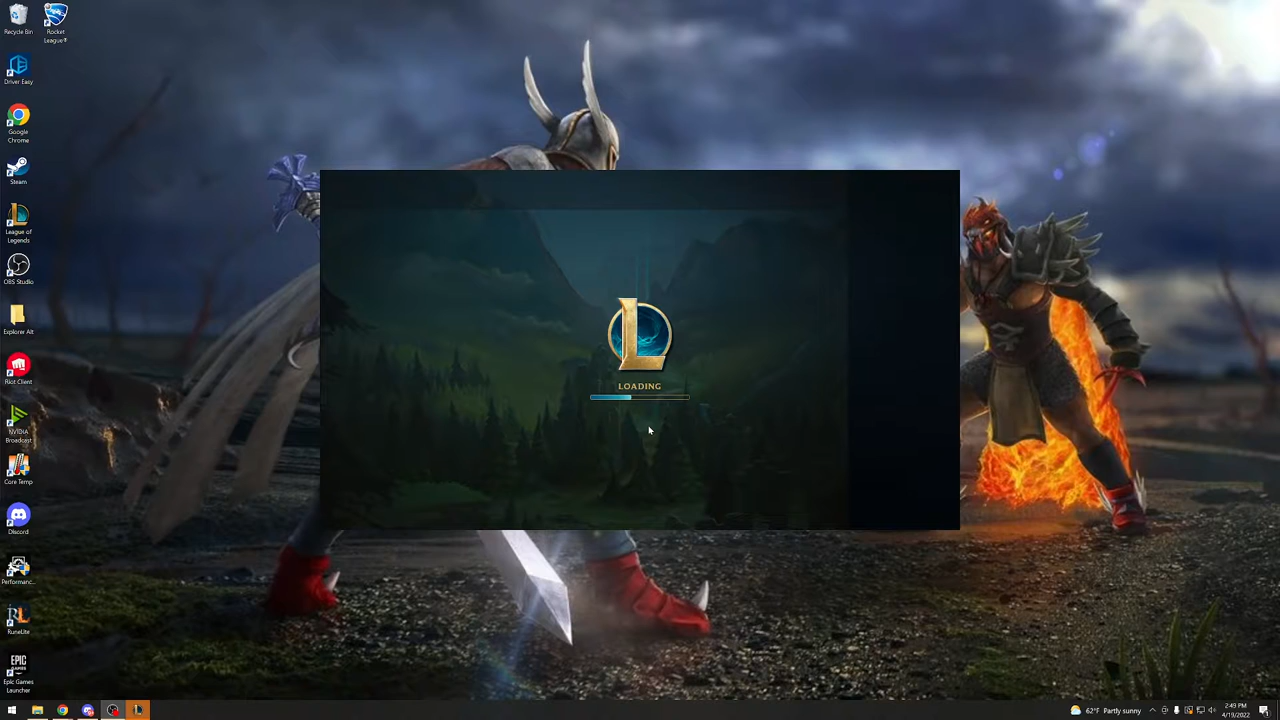 Recycle Bin
Rocket
League®
Driver Easy
Google
Chrome
Steam
League of
Legends
OBS Studio
Explorer Alt
Riot Client
NVIDIA
Broadcast
Core Temp
Discord
Performanc...
RuneLite
EPIC
GAMES
Epic Games
Launcher
LOADING
62°F Partly sunny
2:49 PM
4/19/2022